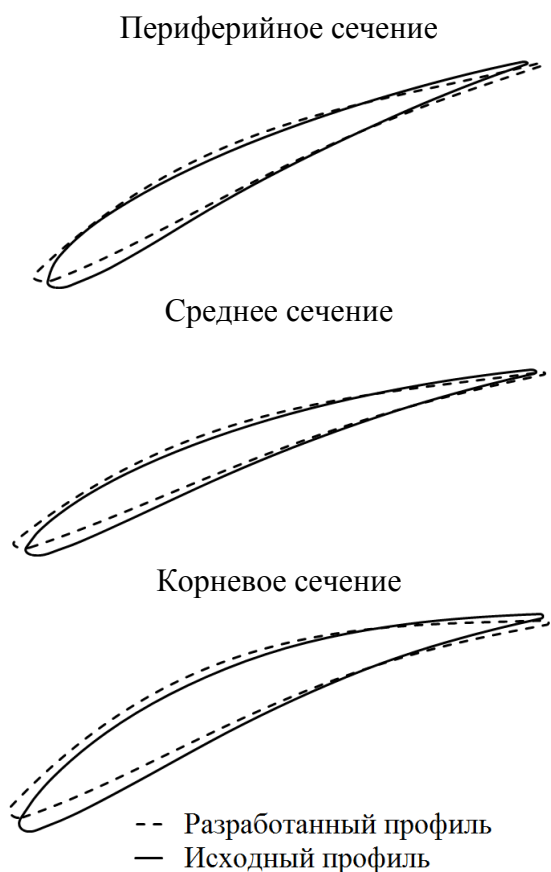 Периферийное сечение
Среднее сечение
Корневое сечение
Разработанный профиль
Исходный профиль